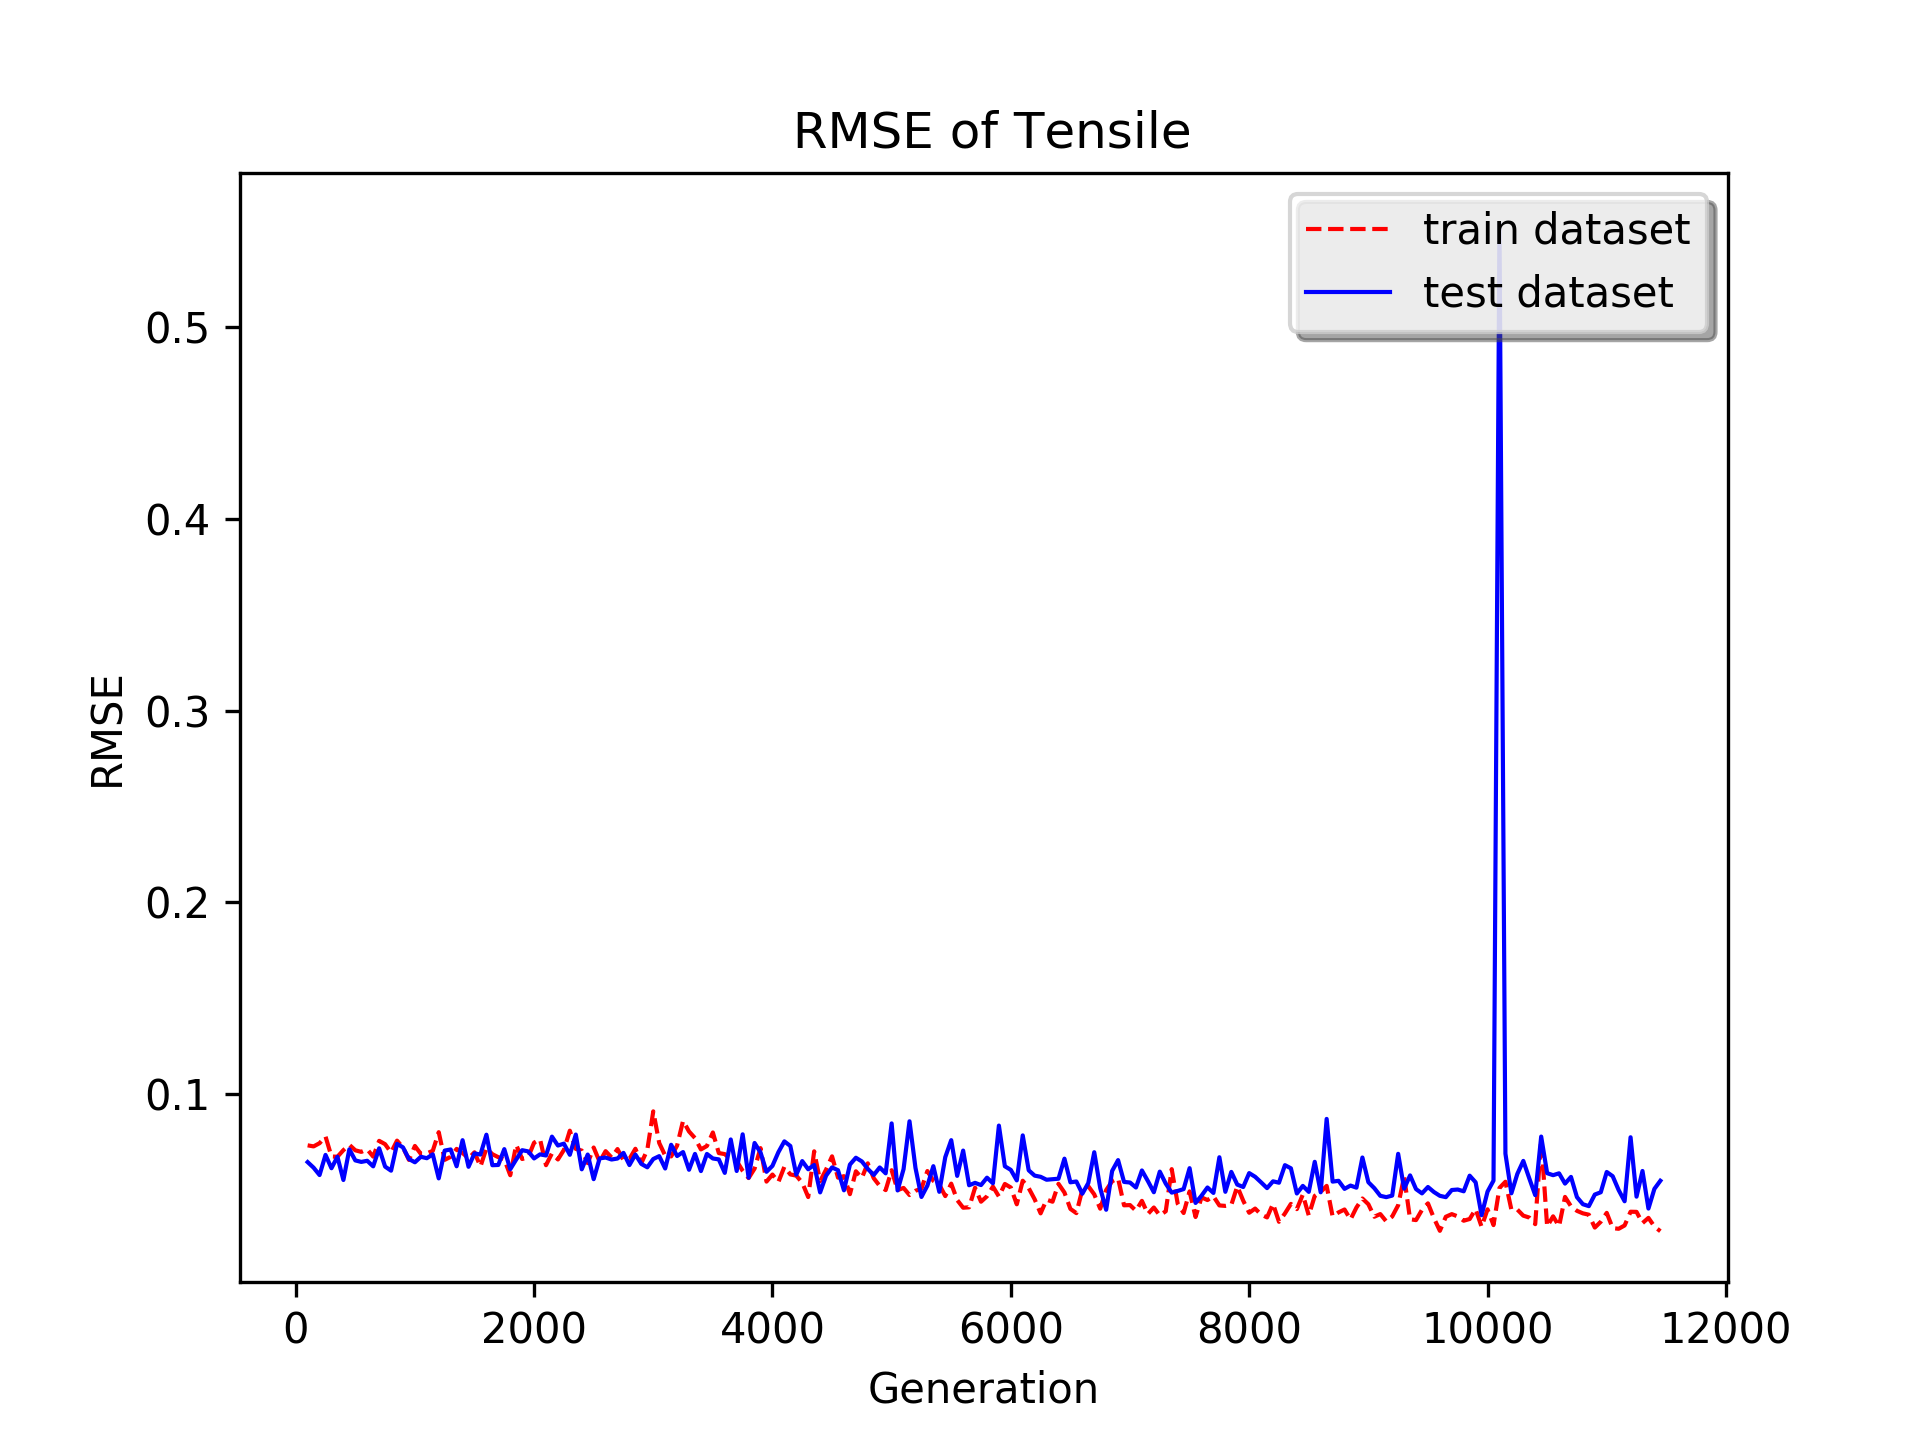 RMSE of Tensile
train dataset
test dataset
0.5
0.4
0.3
0.2
0.1
RMSE
0 2000 4000 6000 8000 10000 12000
Generation